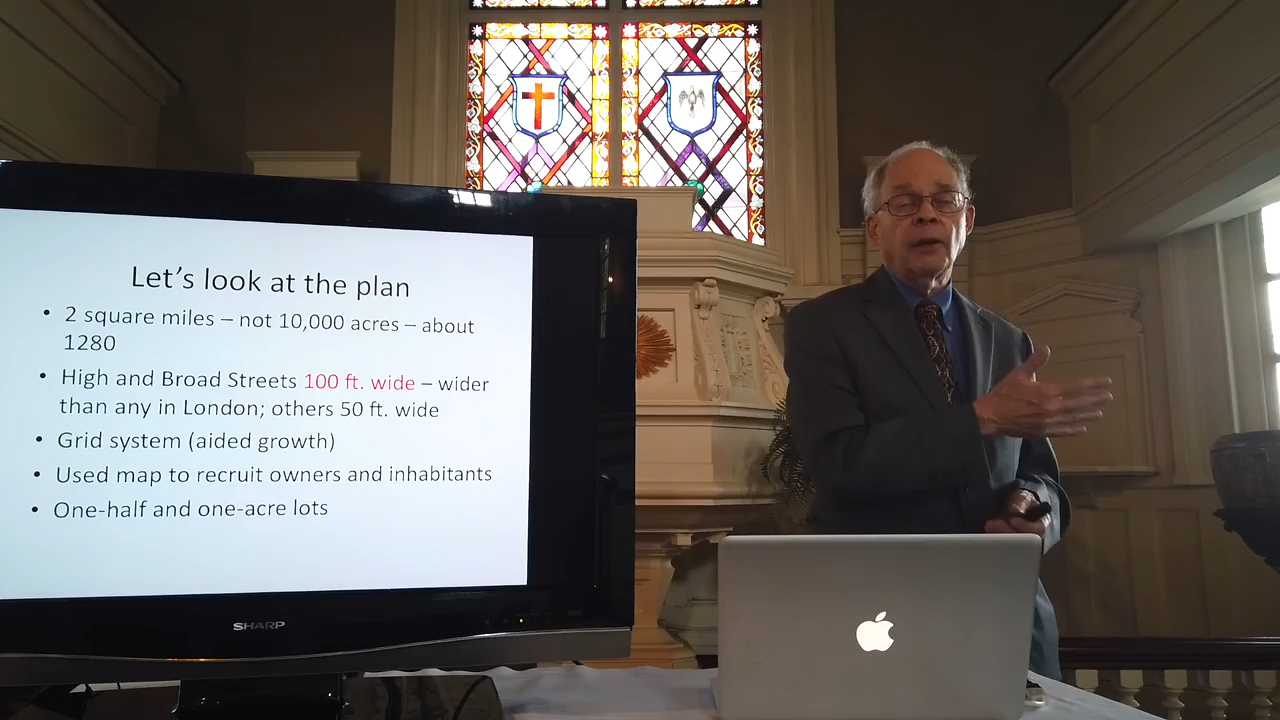 Let's look at the plan
• 2 square miles – not 10,000 acres – about
1280
• High and Broad Streets 100 ft. wide – wider
than any in London; others 50 ft. wide
• Grid system (aided growth)
• Used map to recruit owners and inhabitants
• One-half and one-acre lots
SHARP